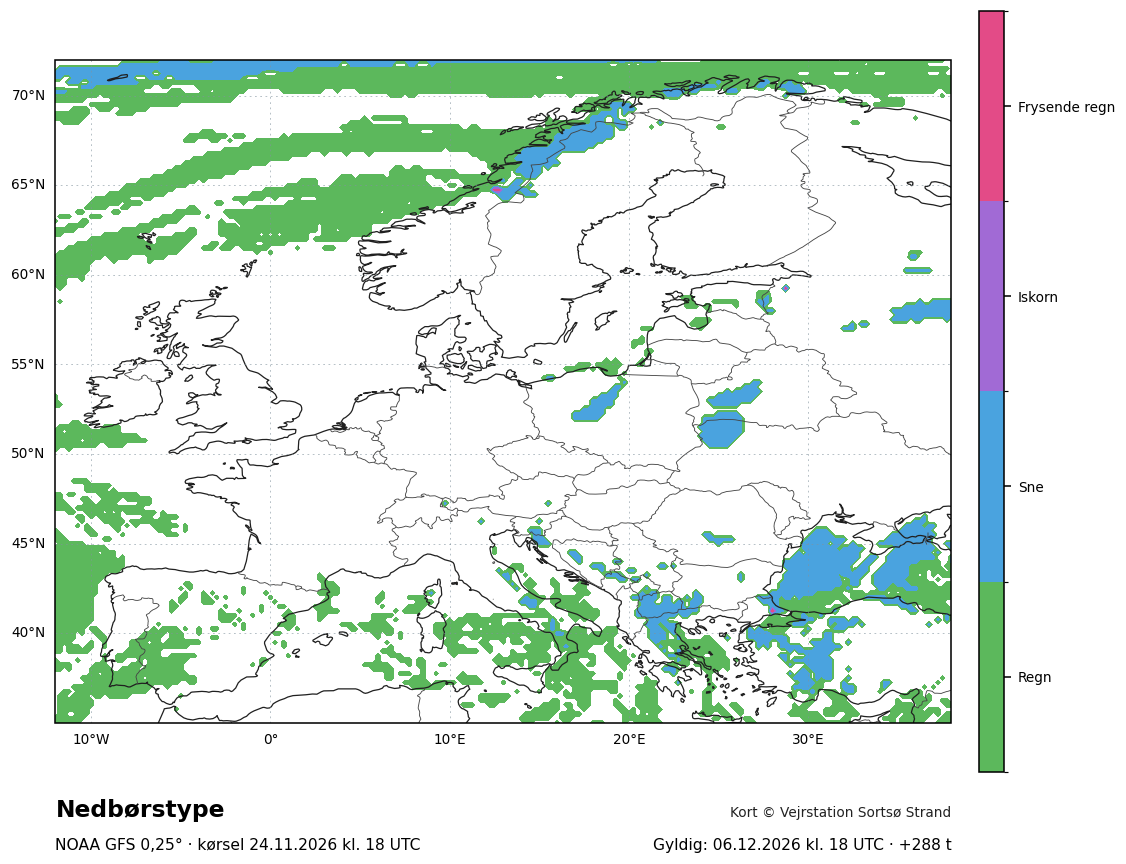 70°N
65°N
60°N
55°N
50°N
45°N
40°N
10°W
0°
10°E
20°E
30°E
Frysende regn
Iskorn
Sne
Regn
Nedbørstype
Kort © Vejrstation Sortsø Strand
NOAA GFS 0,25° · kørsel 24.11.2026 kl. 18 UTC
Gyldig: 06.12.2026 kl. 18 UTC · +288 t